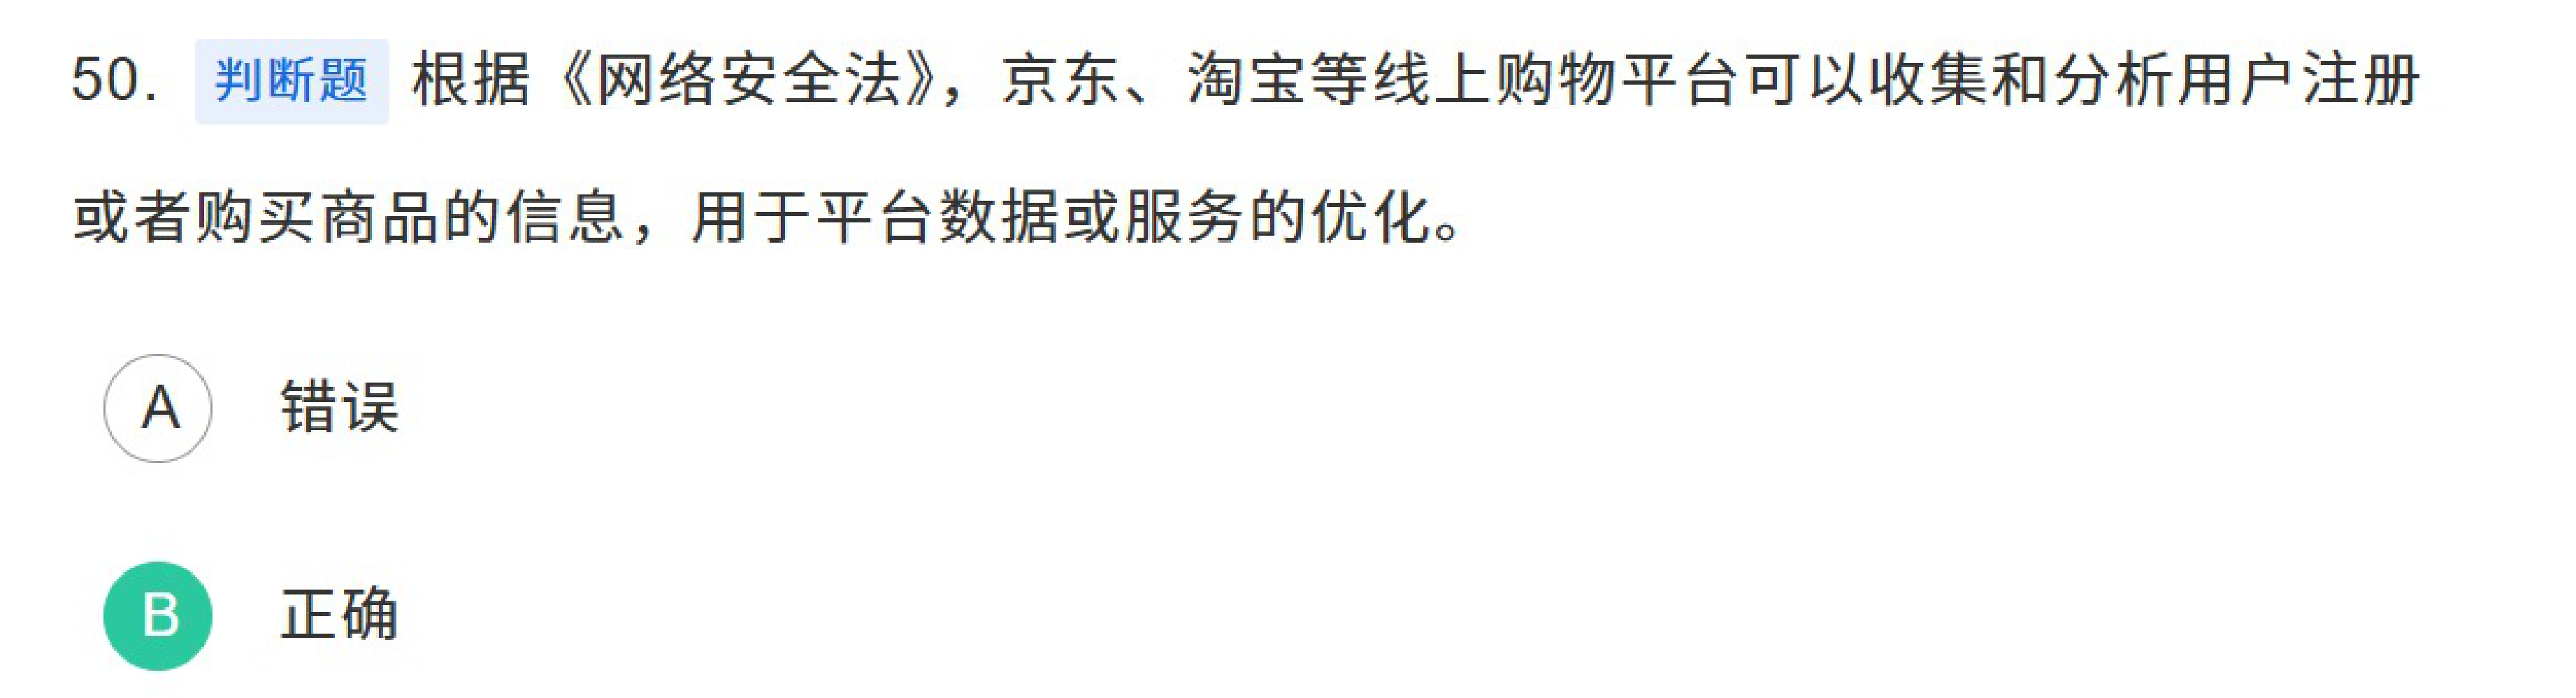 50. 判断题 根据《网络安全法》，京东、淘宝等线上购物平台可以收集和分析用户注册
或者购买商品的信息，用于平台数据或服务的优化。
A 错误
B 正确